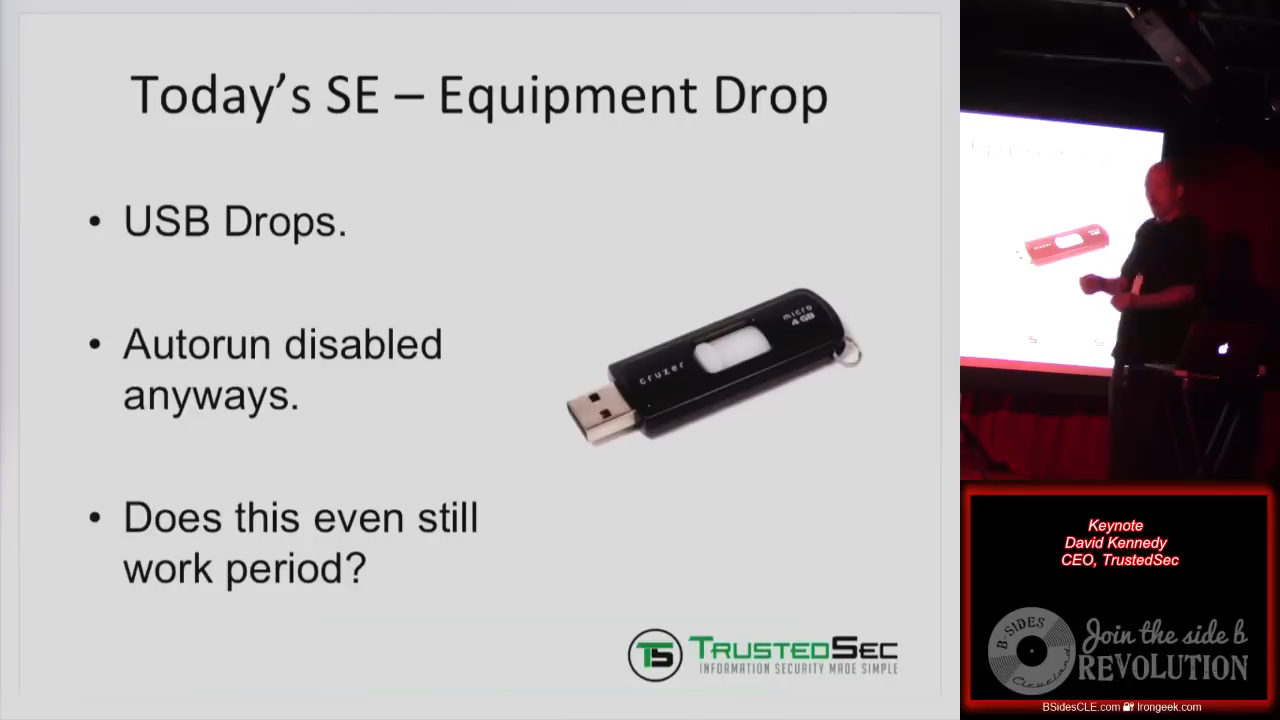 Today's SE – Equipment Drop
• USB Drops.
• Autorun disabled
anyways.
• Does this even still
work period?
cruzer
micro
4 GB
TS TRUSTEDSEC
INFORMATION SECURITY MADE SIMPLE
Keynote
David Kennedy
CEO, TrustedSec
B-SIDES
Cleveland
Join the side b
REVOLUTION
BSidesCLE.com Irongeek.com